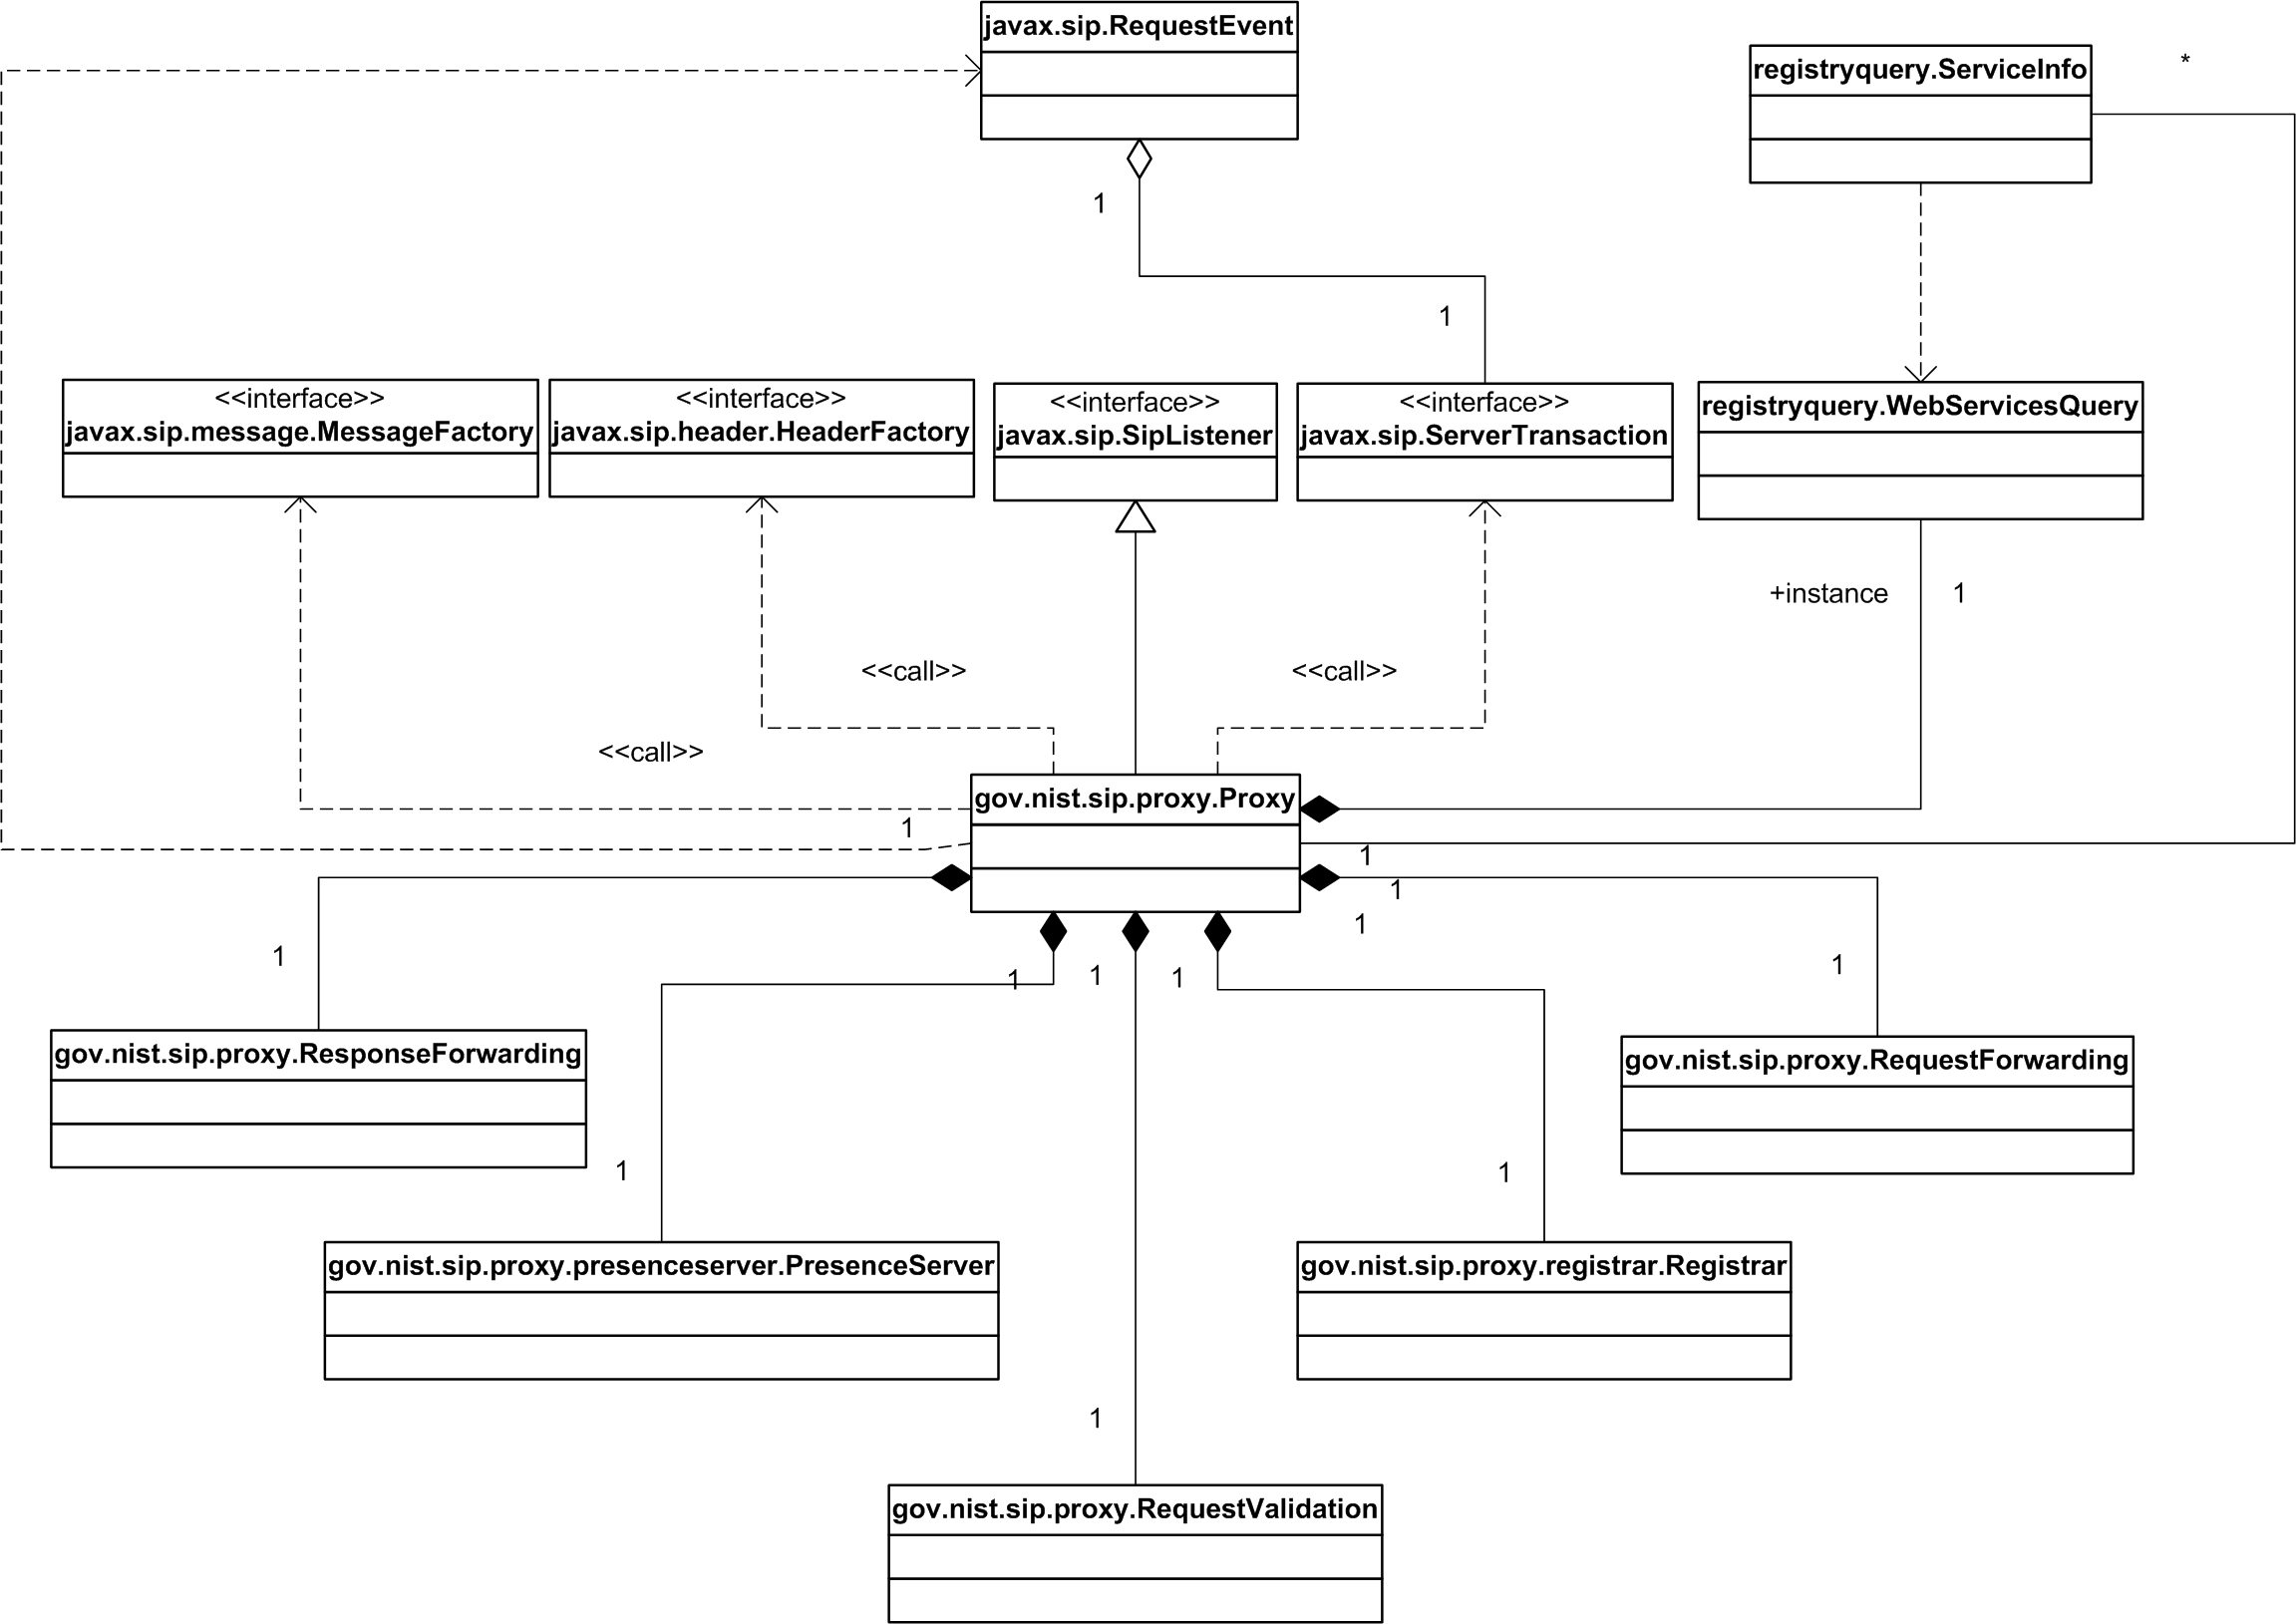 javax.sip.RequestEvent
registryquery.ServiceInfo
*
1
1
<<interface>>
javax.sip.message.MessageFactory
<<interface>>
javax.sip.header.HeaderFactory
<<interface>>
javax.sip.SipListener
<<interface>>
javax.sip.ServerTransaction
registryquery.WebServicesQuery
+instance
1
<<call>>
<<call>>
<<call>>
gov.nist.sip.proxy.Proxy
1
1
1
1
1
1
1
1
1
gov.nist.sip.proxy.ResponseForwarding
gov.nist.sip.proxy.RequestForwarding
1
1
gov.nist.sip.proxy.presenceserver.PresenceServer
gov.nist.sip.proxy.registrar.Registrar
1
gov.nist.sip.proxy.RequestValidation